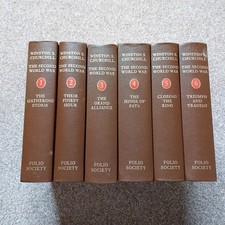 WINSTON S.
CHURCHILL
THE SECOND
WORLD WAR
1
THE
GATHERING
STORM
FOLIO
SOCIETY
WINSTON S.
CHURCHILL
THE SECOND
WORLD WAR
2
THEIR
FINEST
HOUR
FOLIO
SOCIETY
WINSTON S.
CHURCHILL
THE SECOND
WORLD WAR
3
THE
GRAND
ALLIANCE
FOLIO
SOCIETY
WINSTON S.
CHURCHILL
THE SECOND
WORLD WAR
4
THE
HINGE OF
FATE
FOLIO
SOCIETY
WINSTON S.
CHURCHILL
THE SECOND
WORLD WAR
5
CLOSING
THE
RING
FOLIO
SOCIETY
WINSTON S.
CHURCHILL
THE SECOND
WORLD WAR
6
TRIUMPH
AND
TRAGEDY
FOLIO
SOCIETY